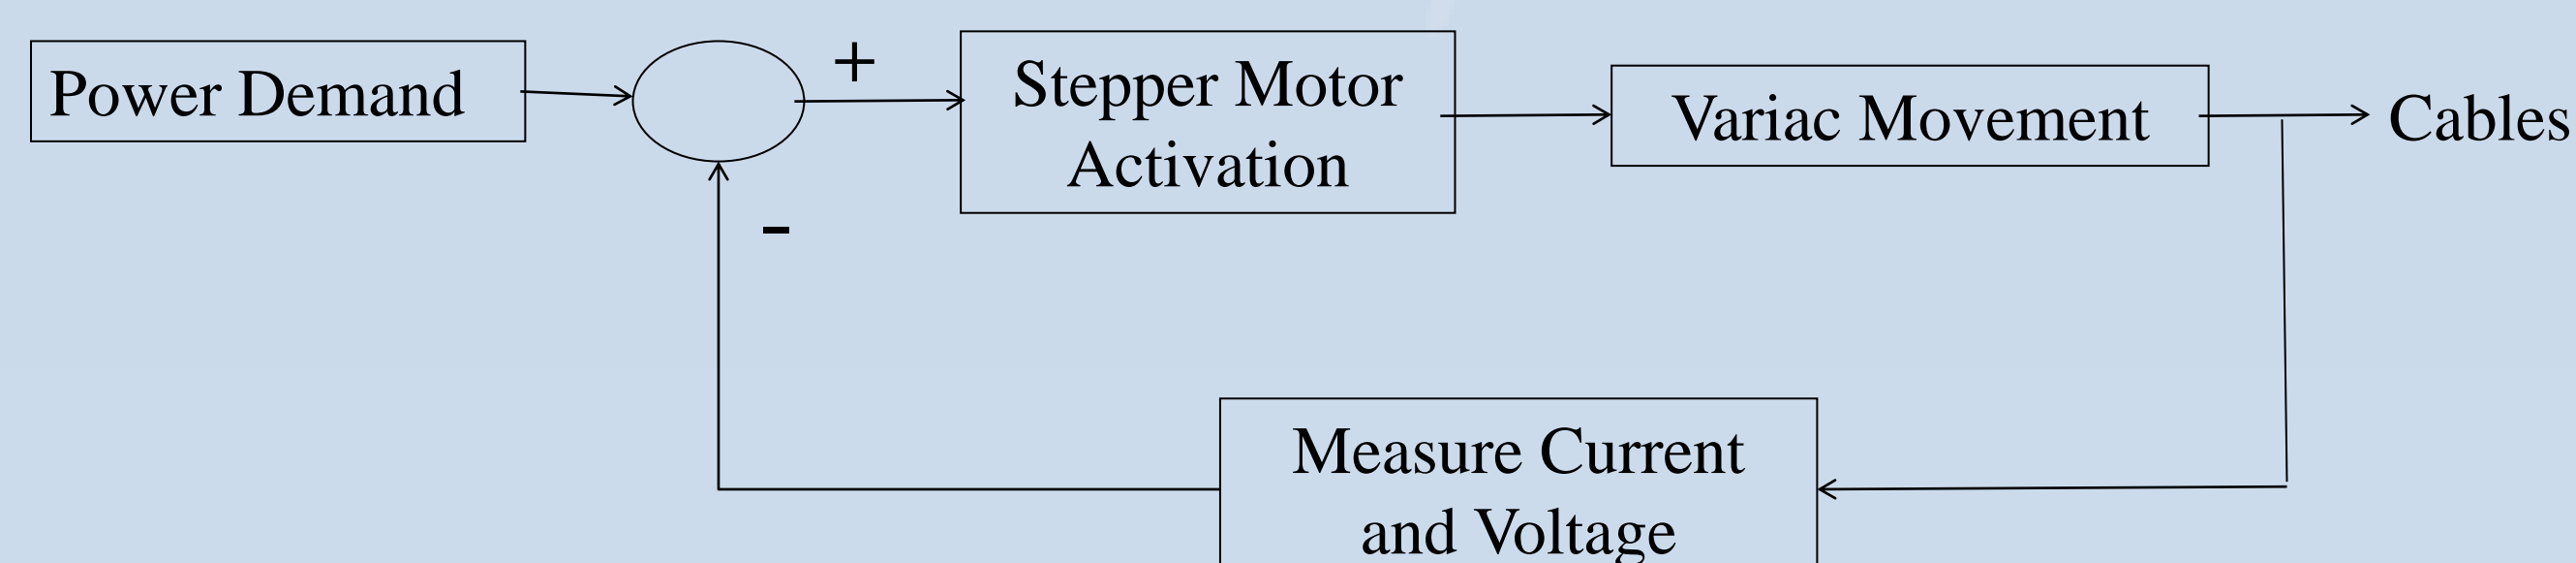 Power Demand
+
Stepper Motor
Activation
Variac Movement
Cables
-
Measure Current
and Voltage